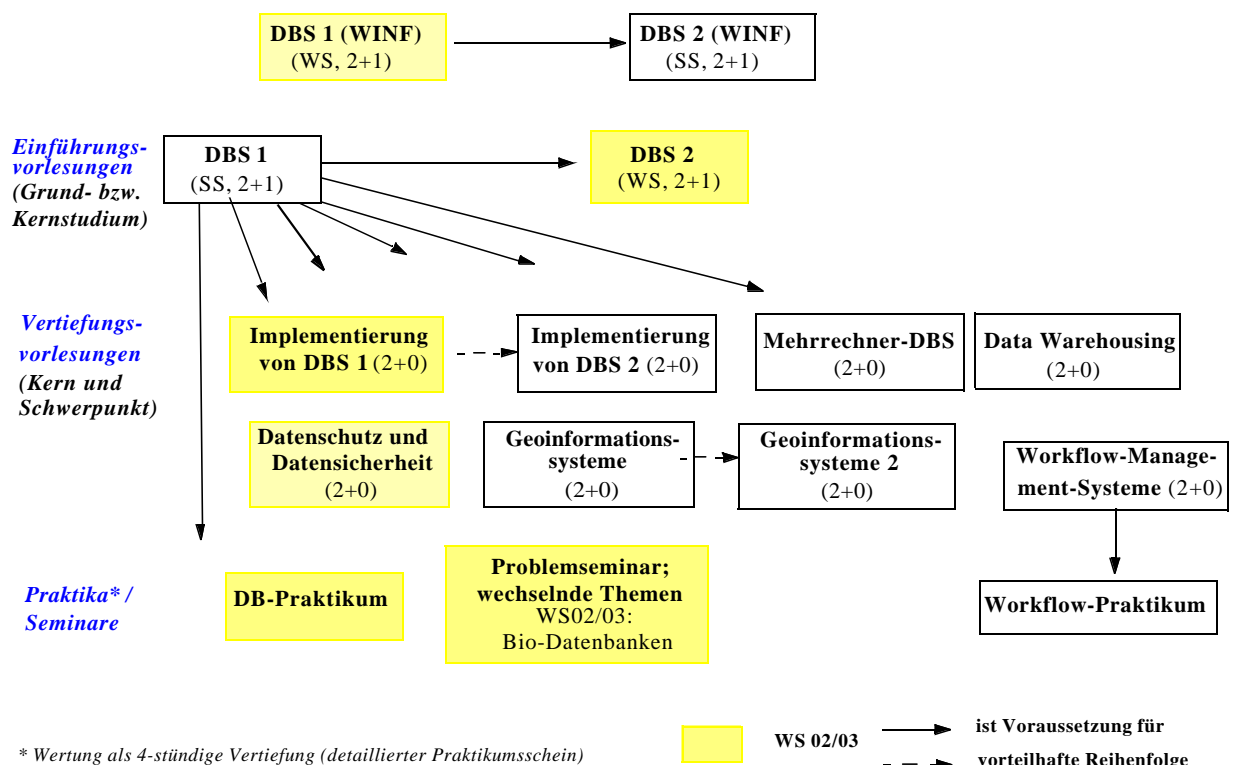 DBS 1 (WINF)
(WS, 2+1)
DBS 2 (WINF)
(SS, 2+1)
Einführungs-
vorlesungen
(Grund- bzw.
Kernstudium)
DBS 1
(SS, 2+1)
DBS 2
(WS, 2+1)
Vertiefungs-
vorlesungen
(Kern und
Schwerpunkt)
Implementierung
von DBS 1 (2+0)
Implementierung
von DBS 2 (2+0)
Mehrrechner-DBS
(2+0)
Data Warehousing
(2+0)
Datenschutz und
Datensicherheit
(2+0)
Geoinformations-
systeme
(2+0)
Geoinformations-
systeme 2
(2+0)
Workflow-Manage-
ment-Systeme (2+0)
Praktika* /
Seminare
DB-Praktikum
Problemseminar;
wechselnde Themen
WS02/03:
Bio-Datenbanken
Workflow-Praktikum
* Wertung als 4-stündige Vertiefung (detaillierter Praktikumsschein)
WS 02/03
ist Voraussetzung für
vorteilhafte Reihenfolge